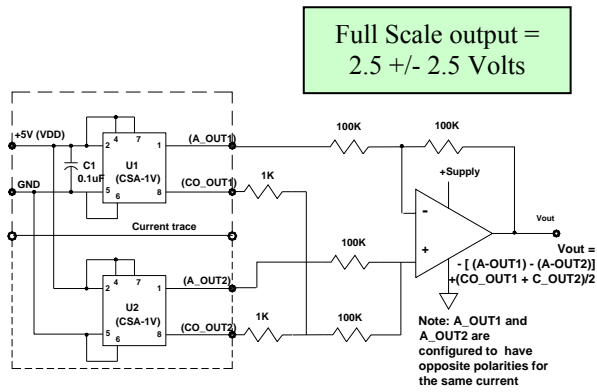 Full Scale output =
2.5 +/- 2.5 Volts
+5V (VDD)
C1
0.1uF
GND
2
4
7
1
U1
(CSA-1V)
5
6
8
(A_OUT1)
(CO_OUT1)
1K
100K
100K
+Supply
-
+
Vout
Vout =
- [ (A-OUT1) - (A-OUT2)]
+(CO_OUT1 + C_OUT2)/2
Current trace
2
4
7
1
U2
(CSA-1V)
5
6
8
(A_OUT2)
(CO_OUT2)
1K
100K
100K
Note: A_OUT1 and
A_OUT2 are
configured to have
opposite polarities for
the same current